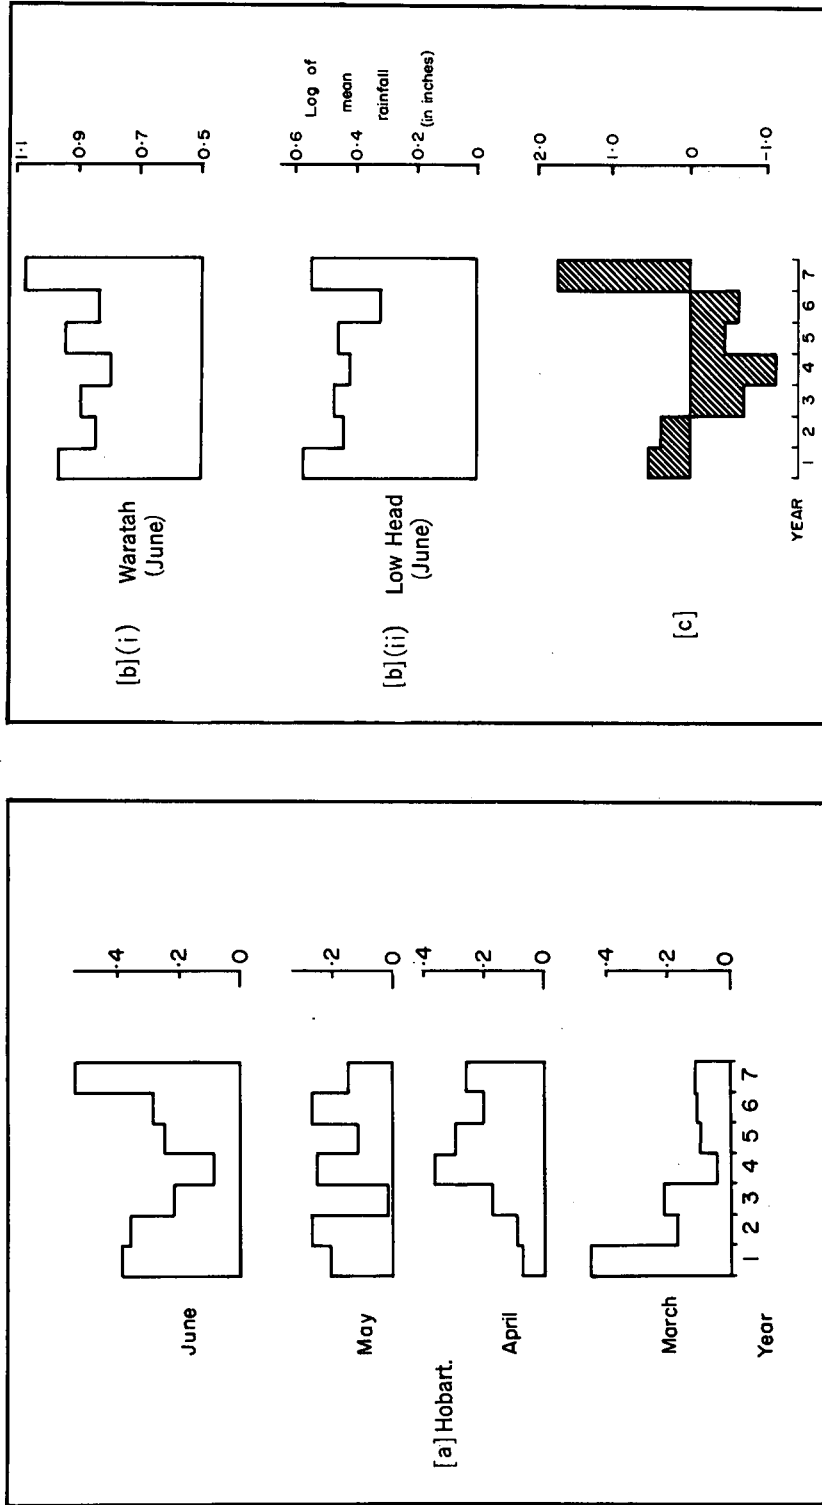 [a] Hobart.
June
·4
·2
0
May
·2
0
April
·4
·2
0
March
·4
·2
0
Year
1 2 3 4 5 6 7
[b](i) Waratah
(June)
1·1
0·9
0·7
0·5
[b](ii) Low Head
(June)
0·6
0·4
0·2
0
Log of
mean
rainfall
(in inches)
[c]
2·0
1·0
0
-1·0
YEAR
1 2 3 4 5 6 7